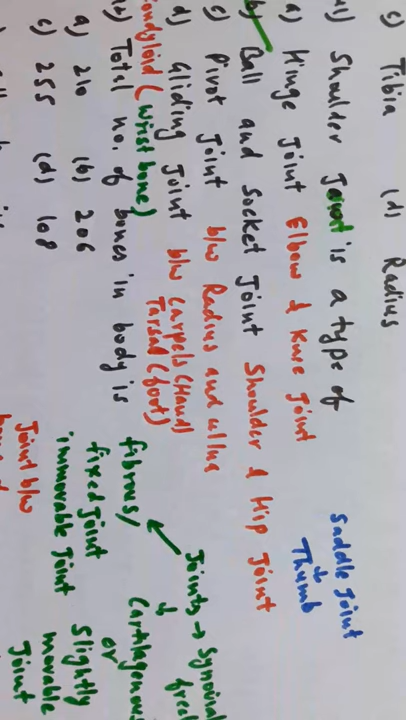 c) Tibia (d) Radius
Shoulder Joint is a type of
a) Hinge Joint Elbow & Knee Joint
b) Ball and Socket Joint Shoulder & Hip Joint
c) Pivot Joint b/w Radius and ulna
d) Gliding Joint b/w Carpels (Hand)
Tarsal (foot)
Condyloid (wrist bone)
Total no. of bones in body is
a) 210 (b) 206
c) 255 (d) 108
Saddle Joint
↓
Thumb
Joints → Synovial
freely
↓
Cartilagenous
or
Slightly
movable
Joint
fibrous/
fixed Joint
immovable Joint
Joint b/w